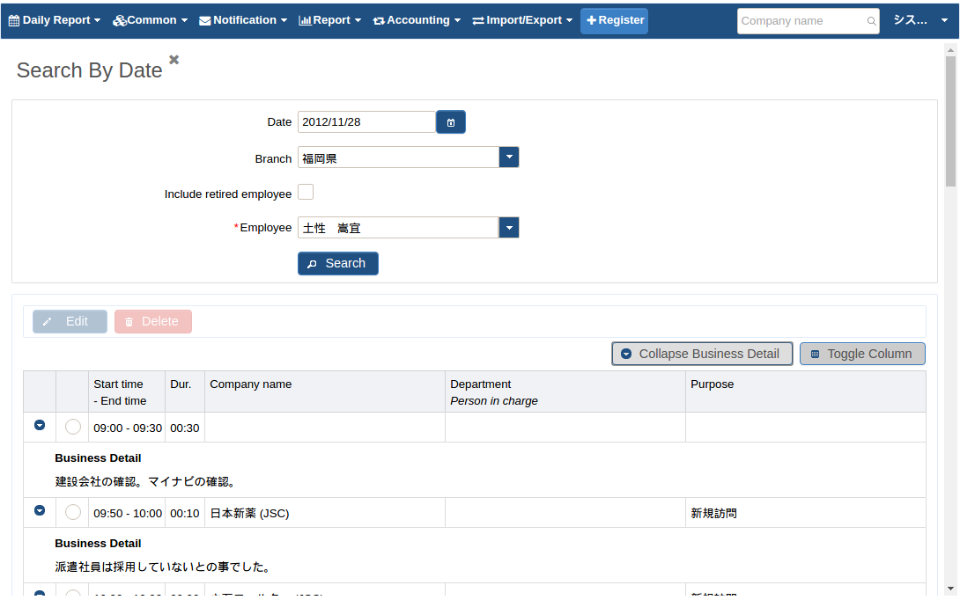 Daily Report Common Notification Report Accounting Import/Export Register Company name シス...
Search By Date
Date 2012/11/28
Branch 福岡県
Include retired employee
*Employee 土性 嵩宜
Search
Edit Delete
Collapse Business Detail Toggle Column
Start time - End time Dur. Company name Department Person in charge Purpose
09:00 - 09:30 00:30
Business Detail
建設会社の確認。マイナビの確認。
09:50 - 10:00 00:10 日本新薬 (JSC) 新規訪問
Business Detail
派遣社員は採用していないとの事でした。